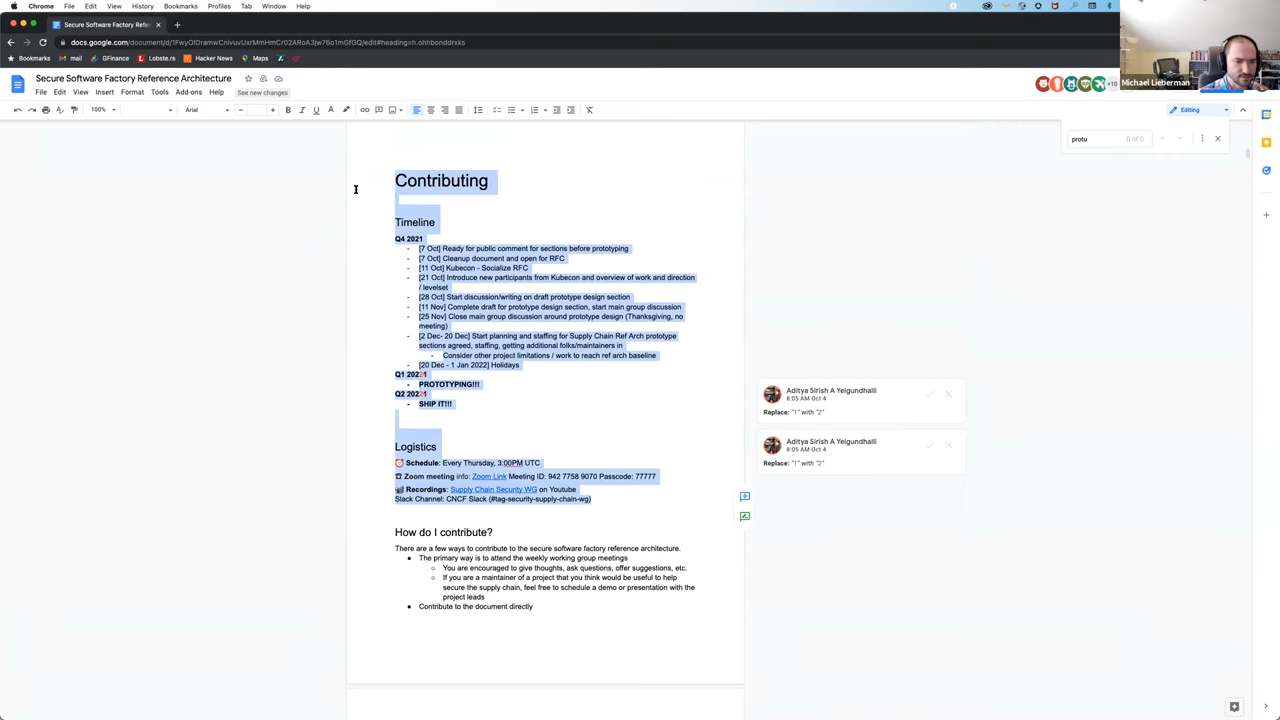 Chrome File Edit View History Bookmarks Profiles Tab Window Help
Secure Software Factory Refer
docs.google.com/document/d/1FwyOIDramwCnivuvUxrMmHmCr02ARoA3jw76o1mGfGQ/edit#heading=h.ohbonddrxks
Bookmarks mail GFinance Lobste.rs Hacker News Maps
Michael Lieberman
Secure Software Factory Reference Architecture
File Edit View Insert Format Tools Add-ons Help See new changes
+10
100% Arial Editing
protu 0 of 0
Contributing
Timeline
Q4 2021
- [7 Oct] Ready for public comment for sections before prototyping
- [7 Oct] Cleanup document and open for RFC
- [11 Oct] Kubecon - Socialize RFC
- [21 Oct] Introduce new participants from Kubecon and overview of work and direction
/ levelset
- [28 Oct] Start discussion/writing on draft prototype design section
- [11 Nov] Complete draft for prototype design section, start main group discussion
- [25 Nov] Close main group discussion around prototype design (Thanksgiving, no
meeting)
- [2 Dec- 20 Dec] Start planning and staffing for Supply Chain Ref Arch prototype
sections agreed, staffing, getting additional folks/maintainers in
- Consider other project limitations / work to reach ref arch baseline
- [20 Dec - 1 Jan 2022] Holidays
Q1 20221
- PROTOTYPING!!!
Q2 20221
- SHIP IT!!!
Aditya Sirish A Yelgundhalli
8:05 AM Oct 4
Replace: "1" with "2"
Aditya Sirish A Yelgundhalli
8:05 AM Oct 4
Replace: "1" with "2"
Logistics
⏰ Schedule: Every Thursday, 3:00PM UTC
☎ Zoom meeting info: Zoom Link Meeting ID: 942 7758 9070 Passcode: 77777
📹 Recordings: Supply Chain Security WG on Youtube
Slack Channel: CNCF Slack (#tag-security-supply-chain-wg)
How do I contribute?
There are a few ways to contribute to the secure software factory reference architecture.
● The primary way is to attend the weekly working group meetings
○ You are encouraged to give thoughts, ask questions, offer suggestions, etc.
○ If you are a maintainer of a project that you think would be useful to help
secure the supply chain, feel free to schedule a demo or presentation with the
project leads
● Contribute to the document directly